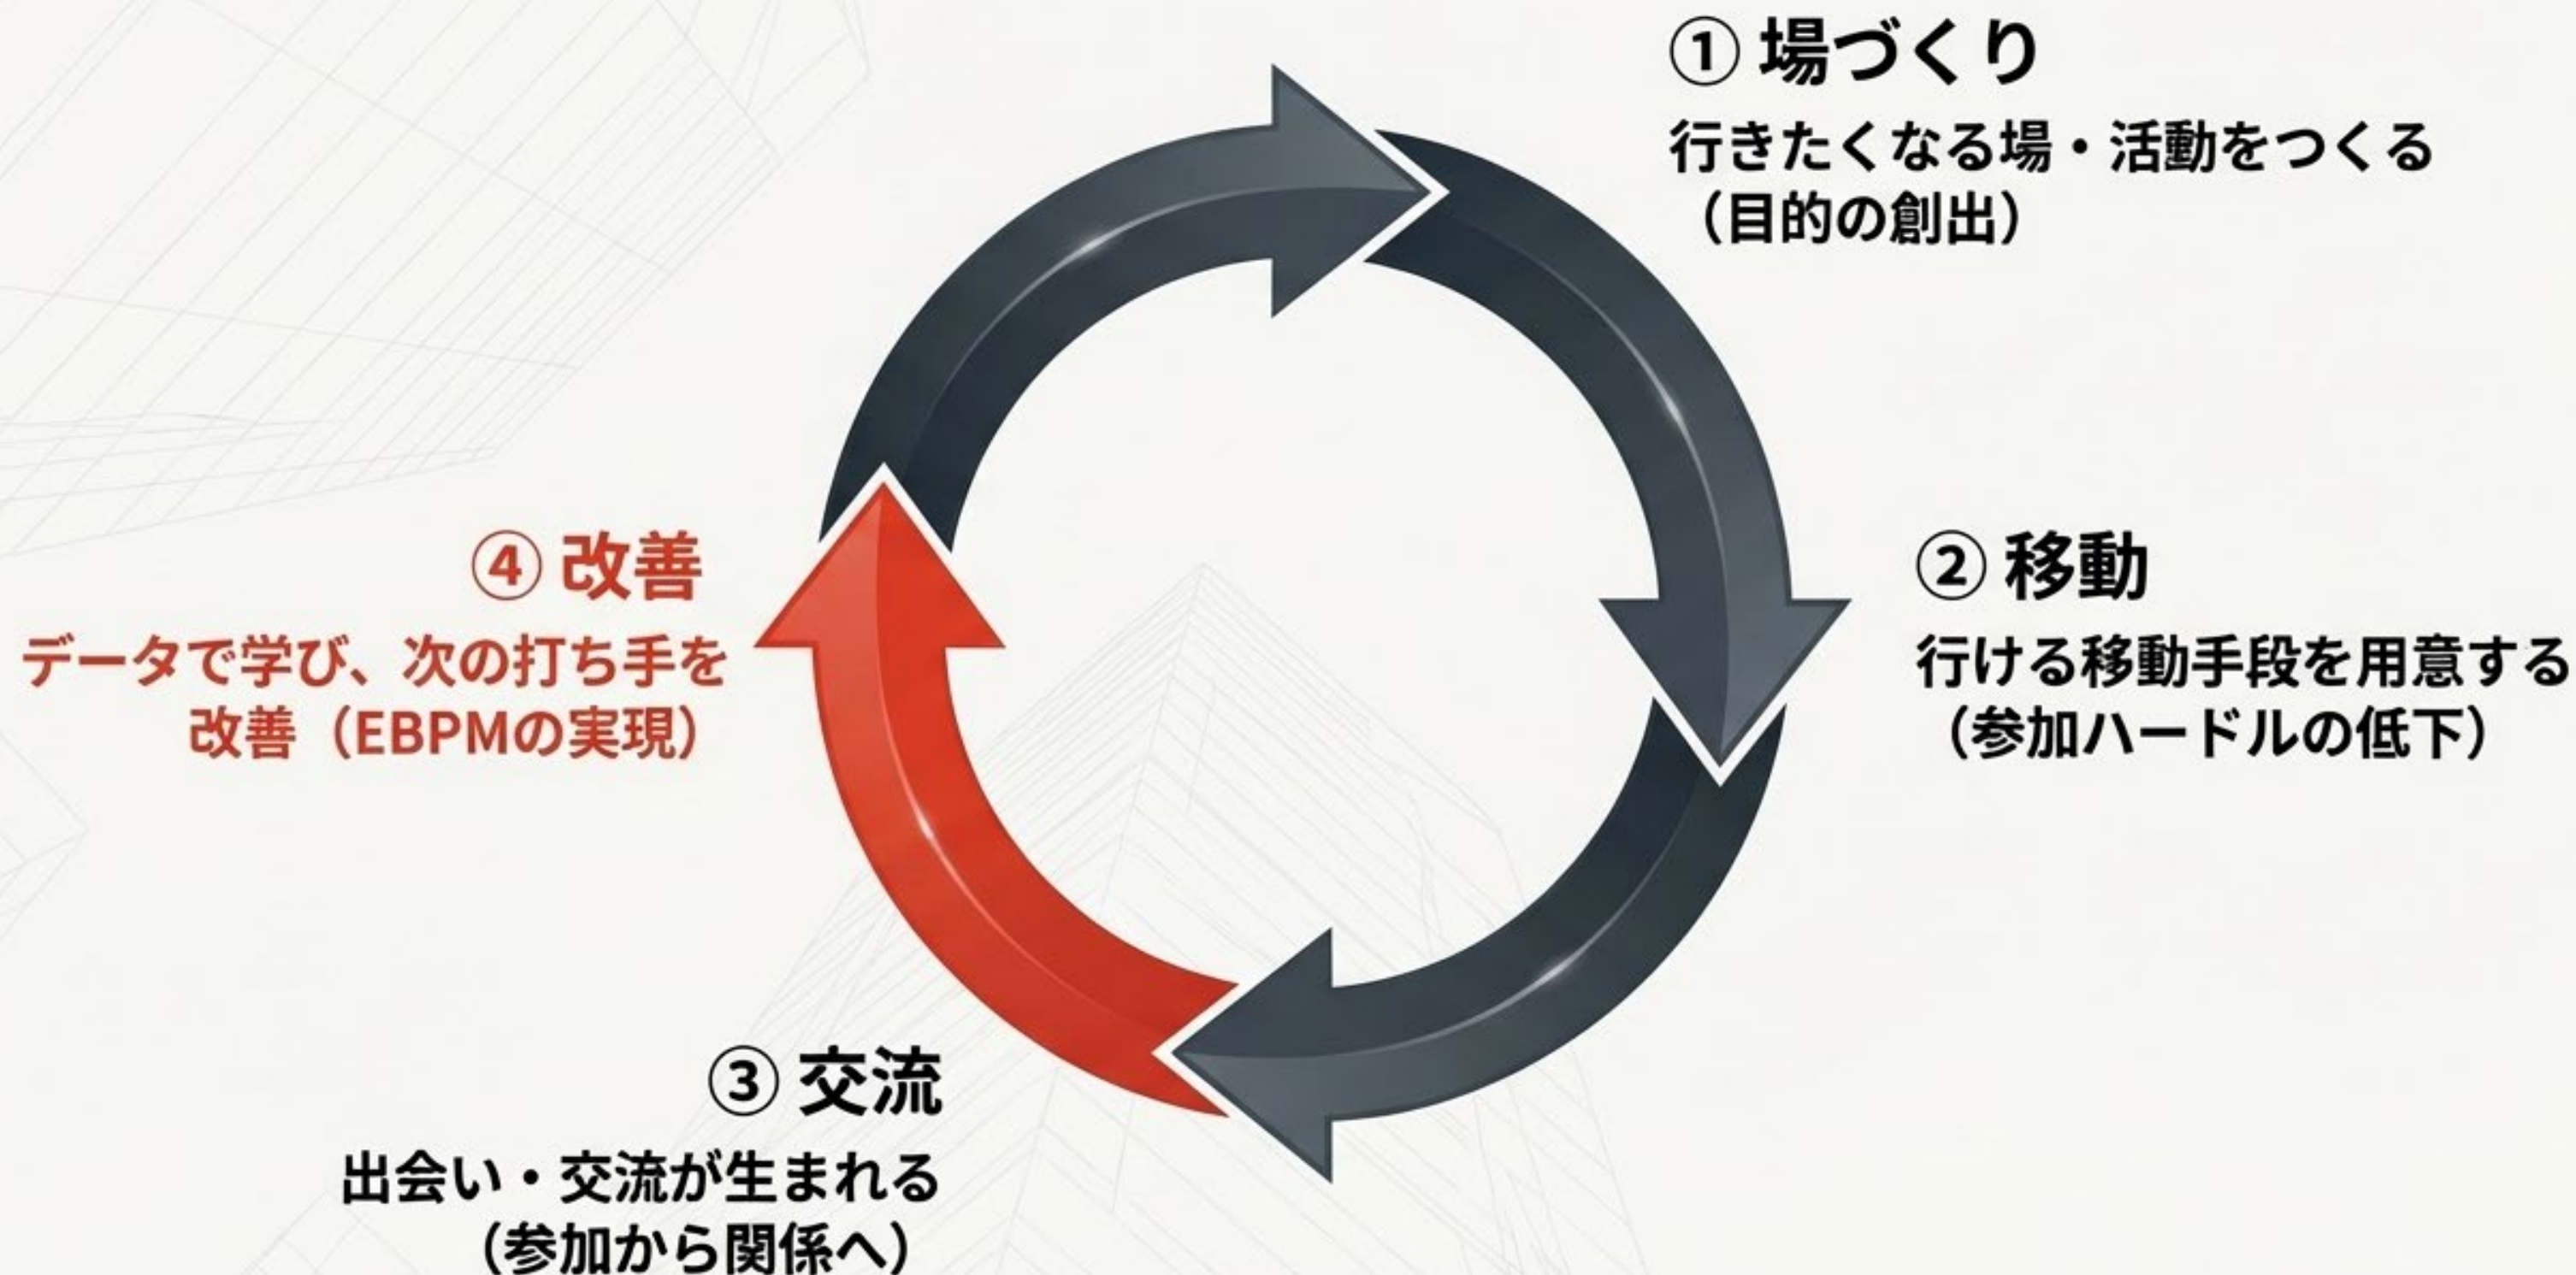 ① 場づくり
行きたくなる場・活動をつくる
（目的の創出）
② 移動
行ける移動手段を用意する
（参加ハードルの低下）
③ 交流
出会い・交流が生まれる
（参加から関係へ）
④ 改善
データで学び、次の打ち手を
改善（EBPMの実現）